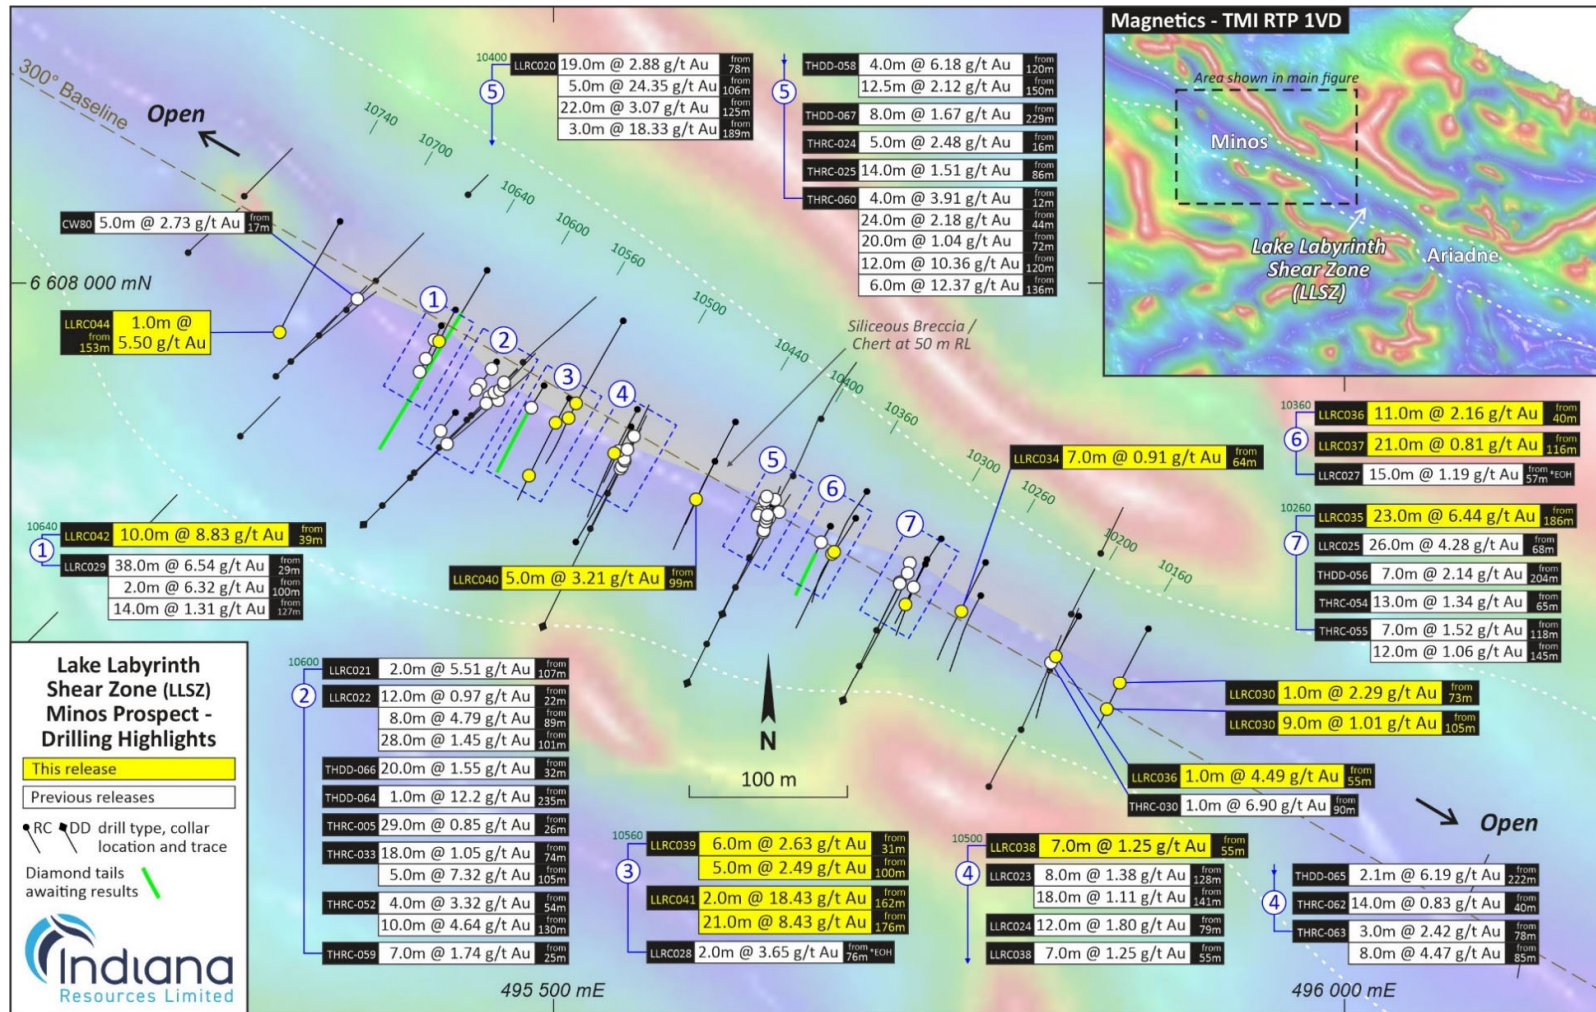 Magnetics - TMI RTP 1VD
Area shown in main figure
Minos
Lake Labyrinth
Shear Zone
(LLSZ)
Ariadne
300° Baseline
Open
10740
10700
10640
10600
10560
10500
10440
10400
10360
10300
10260
10200
10160
10400
5
LLRC020 19.0m @ 2.88 g/t Au from 78m
5.0m @ 24.35 g/t Au from 106m
22.0m @ 3.07 g/t Au from 125m
3.0m @ 18.33 g/t Au from 189m
5
THDD-058 4.0m @ 6.18 g/t Au from 120m
12.5m @ 2.12 g/t Au from 150m
THDD-067 8.0m @ 1.67 g/t Au from 229m
THRC-024 5.0m @ 2.48 g/t Au from 16m
THRC-025 14.0m @ 1.51 g/t Au from 86m
THRC-060 4.0m @ 3.91 g/t Au from 12m
24.0m @ 2.18 g/t Au from 44m
20.0m @ 1.04 g/t Au from 72m
12.0m @ 10.36 g/t Au from 120m
6.0m @ 12.37 g/t Au from 136m
CW80 5.0m @ 2.73 g/t Au from 17m
6 608 000 mN
LLRC044 from 153m 1.0m @
5.50 g/t Au
1
2
3
4
5
6
7
Siliceous Breccia /
Chert at 50 m RL
LLRC034 7.0m @ 0.91 g/t Au from 64m
10360
6
LLRC036 11.0m @ 2.16 g/t Au from 40m
LLRC037 21.0m @ 0.81 g/t Au from 116m
LLRC027 15.0m @ 1.19 g/t Au from 57m *EOH
10260
7
LLRC035 23.0m @ 6.44 g/t Au from 186m
LLRC025 26.0m @ 4.28 g/t Au from 68m
THDD-056 7.0m @ 2.14 g/t Au from 204m
THRC-054 13.0m @ 1.34 g/t Au from 65m
THRC-055 7.0m @ 1.52 g/t Au from 118m
12.0m @ 1.06 g/t Au from 145m
10640
1
LLRC042 10.0m @ 8.83 g/t Au from 39m
LLRC029 38.0m @ 6.54 g/t Au from 29m
2.0m @ 6.32 g/t Au from 100m
14.0m @ 1.31 g/t Au from 127m
LLRC040 5.0m @ 3.21 g/t Au from 99m
LLRC030 1.0m @ 2.29 g/t Au from 73m
LLRC030 9.0m @ 1.01 g/t Au from 105m
LLRC036 1.0m @ 4.49 g/t Au from 55m
THRC-030 1.0m @ 6.90 g/t Au from 90m
Open
N
100 m
Lake Labyrinth
Shear Zone (LLSZ)
Minos Prospect -
Drilling Highlights
This release
Previous releases
RC DD drill type, collar
location and trace
Diamond tails
awaiting results
Indiana
Resources Limited
10600
2
LLRC021 2.0m @ 5.51 g/t Au from 107m
LLRC022 12.0m @ 0.97 g/t Au from 22m
8.0m @ 4.79 g/t Au from 89m
28.0m @ 1.45 g/t Au from 101m
THDD-066 20.0m @ 1.55 g/t Au from 32m
THDD-064 1.0m @ 12.2 g/t Au from 235m
THRC-005 29.0m @ 0.85 g/t Au from 26m
THRC-033 18.0m @ 1.05 g/t Au from 74m
5.0m @ 7.32 g/t Au from 105m
THRC-052 4.0m @ 3.32 g/t Au from 54m
10.0m @ 4.64 g/t Au from 130m
THRC-059 7.0m @ 1.74 g/t Au from 25m
10560
3
LLRC039 6.0m @ 2.63 g/t Au from 31m
5.0m @ 2.49 g/t Au from 100m
LLRC041 2.0m @ 18.43 g/t Au from 162m
21.0m @ 8.43 g/t Au from 176m
LLRC028 2.0m @ 3.65 g/t Au from 76m *EOH
10500
4
LLRC038 7.0m @ 1.25 g/t Au from 55m
LLRC023 8.0m @ 1.38 g/t Au from 128m
18.0m @ 1.11 g/t Au from 141m
LLRC024 12.0m @ 1.80 g/t Au from 79m
LLRC038 7.0m @ 1.25 g/t Au from 55m
4
THDD-065 2.1m @ 6.19 g/t Au from 222m
THRC-062 14.0m @ 0.83 g/t Au from 40m
THRC-063 3.0m @ 2.42 g/t Au from 78m
8.0m @ 4.47 g/t Au from 85m
495 500 mE
496 000 mE